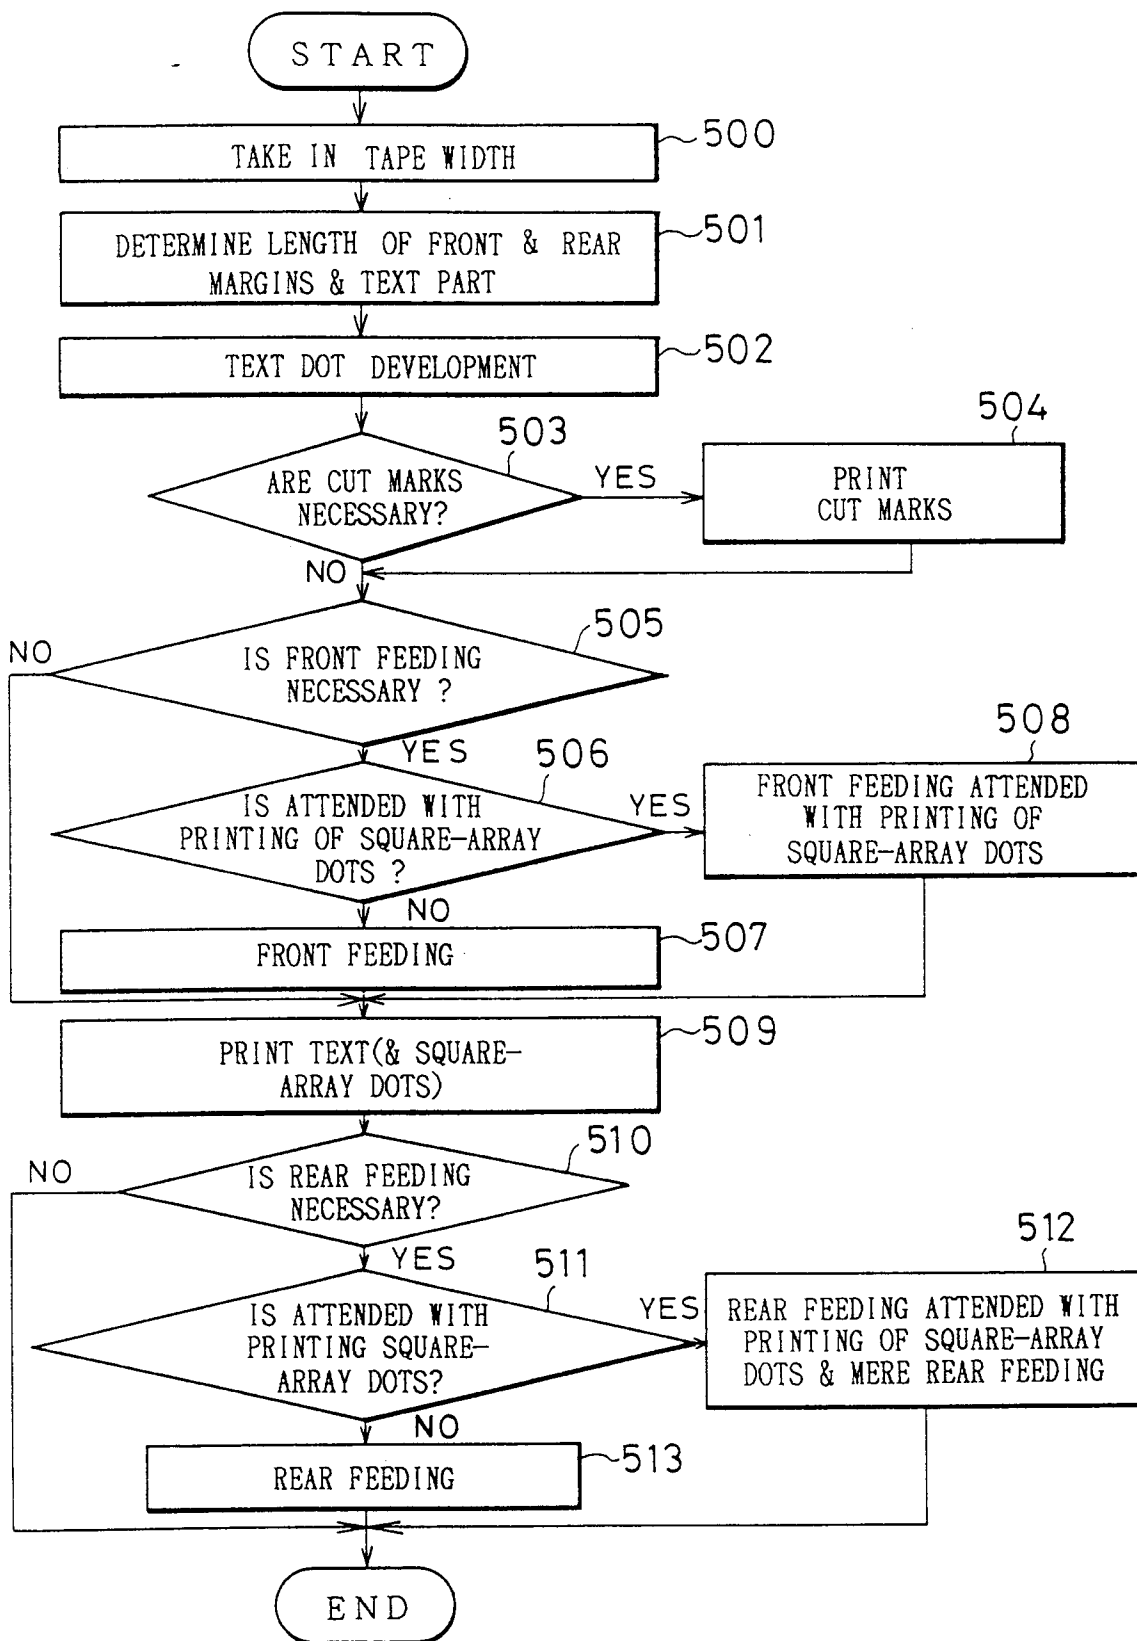 START
500
TAKE IN TAPE WIDTH
501
DETERMINE LENGTH OF FRONT & REAR
MARGINS & TEXT PART
502
TEXT DOT DEVELOPMENT
503
ARE CUT MARKS
NECESSARY?
YES
504
PRINT
CUT MARKS
NO
505
NO
IS FRONT FEEDING
NECESSARY ?
YES
506
IS ATTENDED WITH
PRINTING OF SQUARE-ARRAY
DOTS ?
YES
508
FRONT FEEDING ATTENDED
WITH PRINTING OF
SQUARE-ARRAY DOTS
NO
507
FRONT FEEDING
509
PRINT TEXT(& SQUARE-
ARRAY DOTS)
510
NO
IS REAR FEEDING
NECESSARY?
YES
511
IS ATTENDED WITH
PRINTING SQUARE-
ARRAY DOTS?
YES
512
REAR FEEDING ATTENDED WITH
PRINTING OF SQUARE-ARRAY
DOTS & MERE REAR FEEDING
NO
513
REAR FEEDING
END